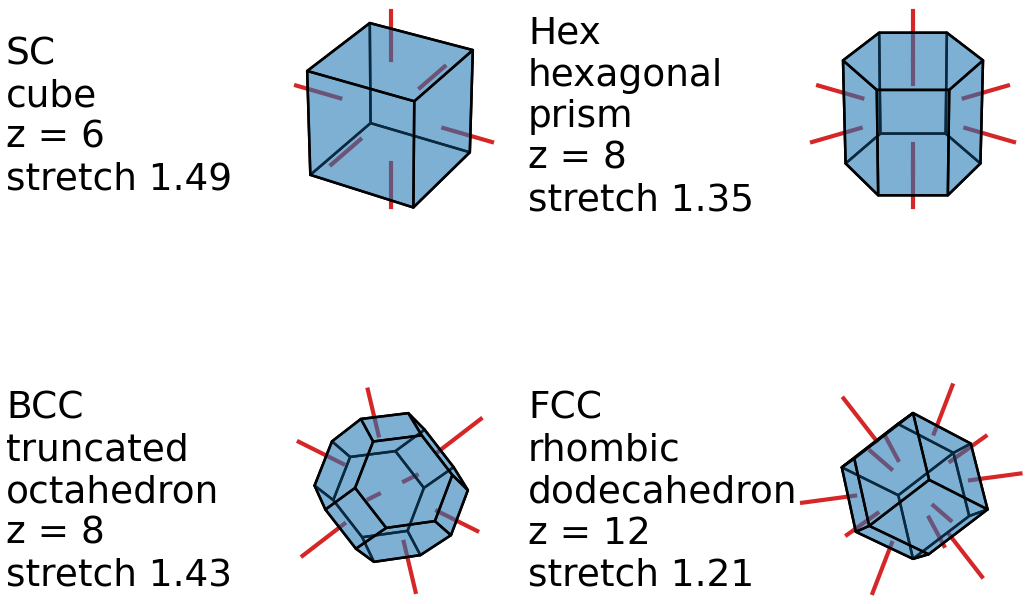 SC
cube
z = 6
stretch 1.49
Hex
hexagonal
prism
z = 8
stretch 1.35
BCC
truncated
octahedron
z = 8
stretch 1.43
FCC
rhombic
dodecahedron
z = 12
stretch 1.21